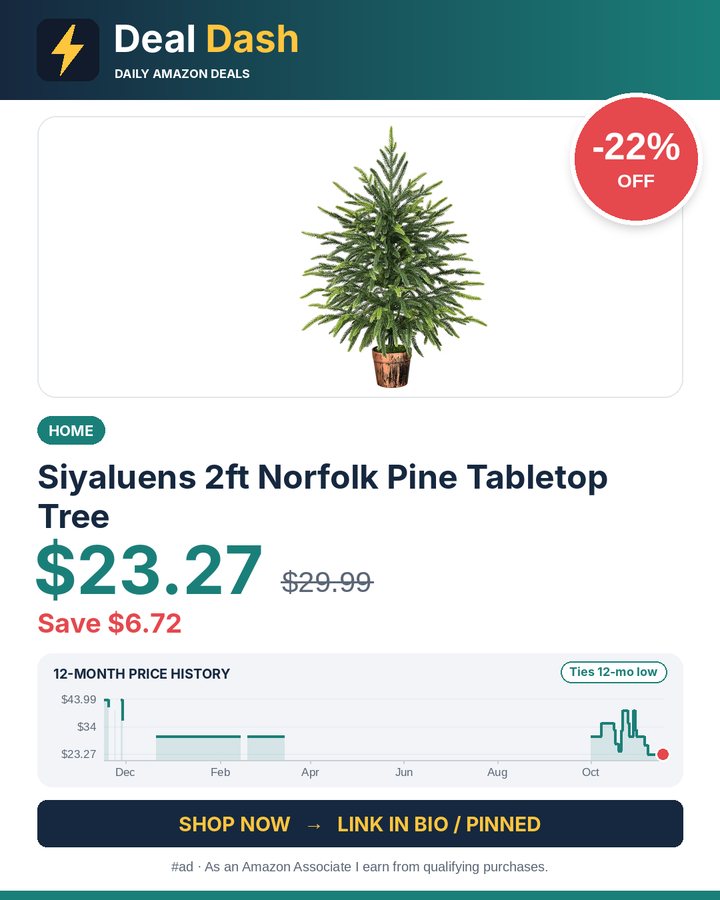 Deal Dash
DAILY AMAZON DEALS
-22%
OFF
HOME
Siyaluens 2ft Norfolk Pine Tabletop
Tree
$23.27 $29.99
Save $6.72
12-MONTH PRICE HISTORY
Ties 12-mo low
$43.99
$34
$23.27
Dec Feb Apr Jun Aug Oct
SHOP NOW → LINK IN BIO / PINNED
#ad · As an Amazon Associate I earn from qualifying purchases.